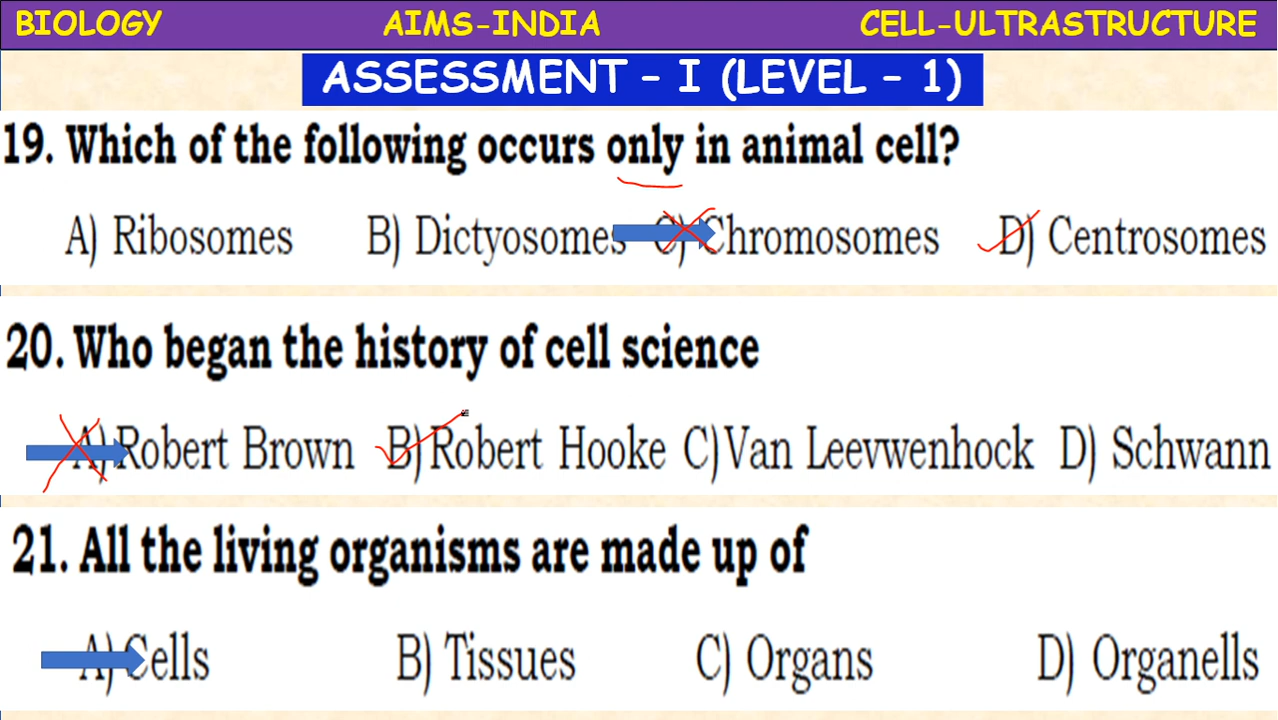 BIOLOGY AIMS-INDIA CELL-ULTRASTRUCTURE
ASSESSMENT - I (LEVEL - 1)
19. Which of the following occurs only in animal cell?
A) Ribosomes B) Dictyosomes C) Chromosomes D) Centrosomes
20. Who began the history of cell science
A) Robert Brown B) Robert Hooke C) Van Leevwenhock D) Schwann
21. All the living organisms are made up of
A) Cells B) Tissues C) Organs D) Organells